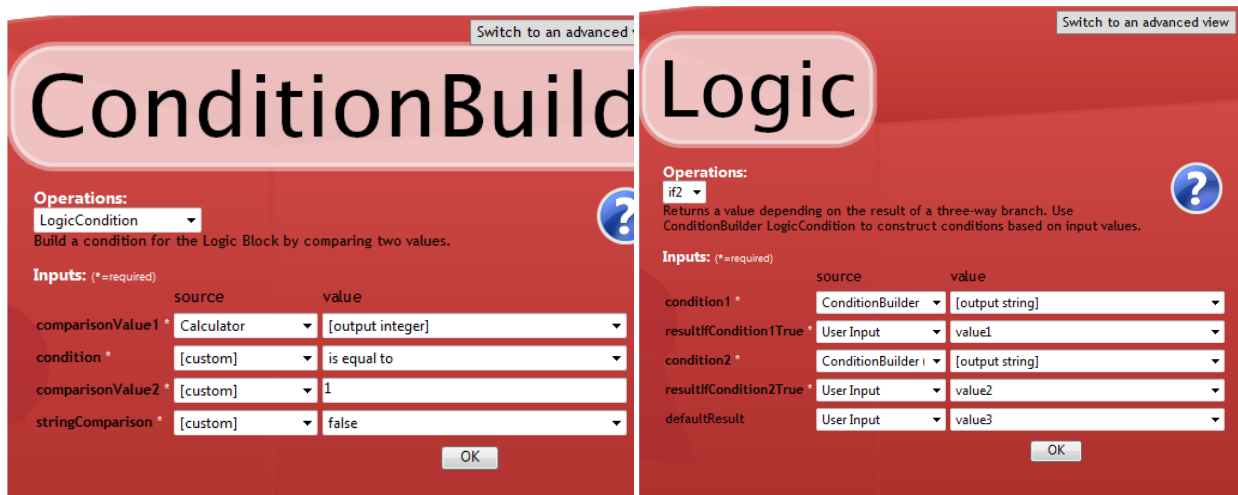 Switch to an advanced
ConditionBuild
Operations:
LogicCondition
Build a condition for the Logic Block by comparing two values.
Inputs: (*=required)
source value
comparisonValue1 * Calculator [output integer]
condition * [custom] is equal to
comparisonValue2 * [custom] 1
stringComparison * [custom] false
OK
Switch to an advanced view
Logic
Operations:
if2
Returns a value depending on the result of a three-way branch. Use
ConditionBuilder LogicCondition to construct conditions based on input values.
Inputs: (*=required)
source value
condition1 * ConditionBuilder [output string]
resultIfCondition1True * User Input value1
condition2 * ConditionBuilder ( [output string]
resultIfCondition2True * User Input value2
defaultResult User Input value3
OK